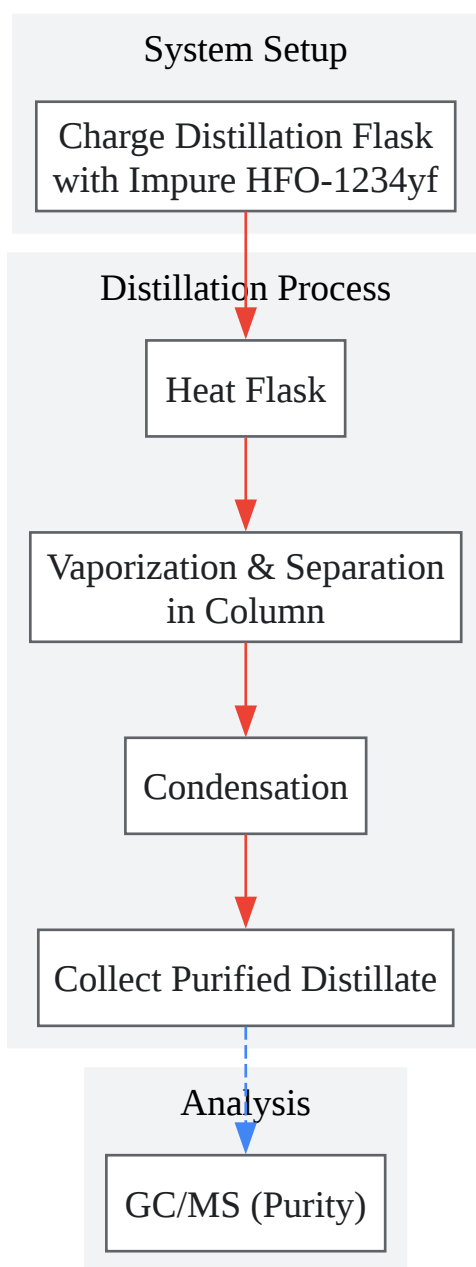 System Setup
Charge Distillation Flask
with Impure HFO-1234yf
Distillation Process
Heat Flask
Vaporization & Separation
in Column
Condensation
Collect Purified Distillate
Analysis
GC/MS (Purity)